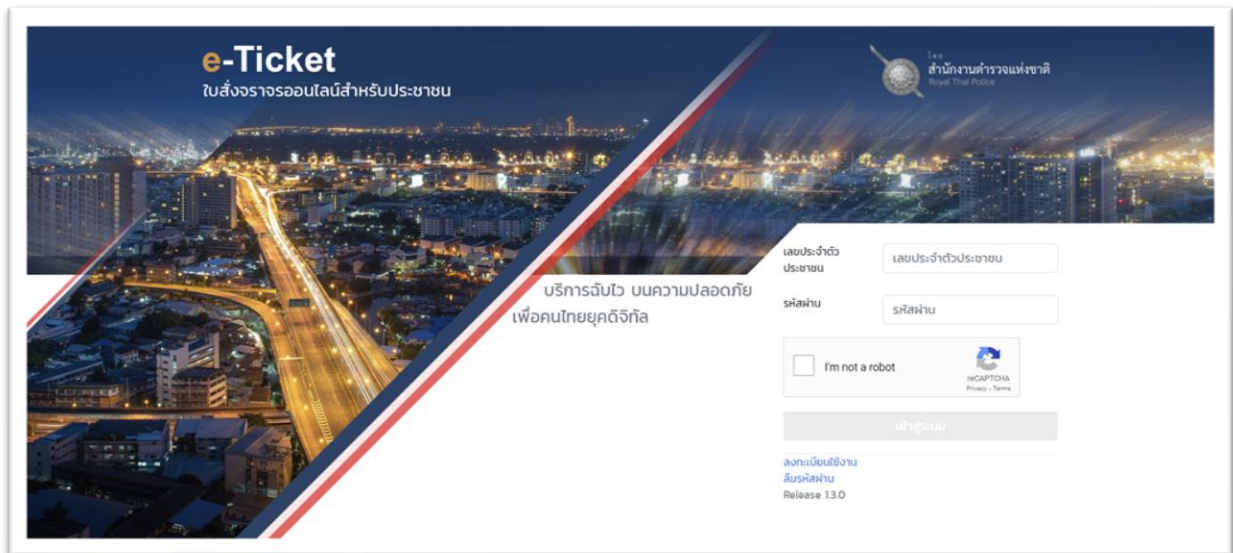 e-Ticket
ใบสั่งจราจรออนไลน์สำหรับประชาชน
โดย
สำนักงานตำรวจแห่งชาติ
Royal Thai Police
บริการฉับไว บนความปลอดภัย
เพื่อคนไทยยุคดิจิทัล
เลขประจำตัว
ประชาชน
เลขประจำตัวประชาชน
รหัสผ่าน
รหัสผ่าน
I'm not a robot
reCAPTCHA
Privacy - Terms
เข้าสู่ระบบ
ลงทะเบียนใช้งาน
ลืมรหัสผ่าน
Release 1.3.0